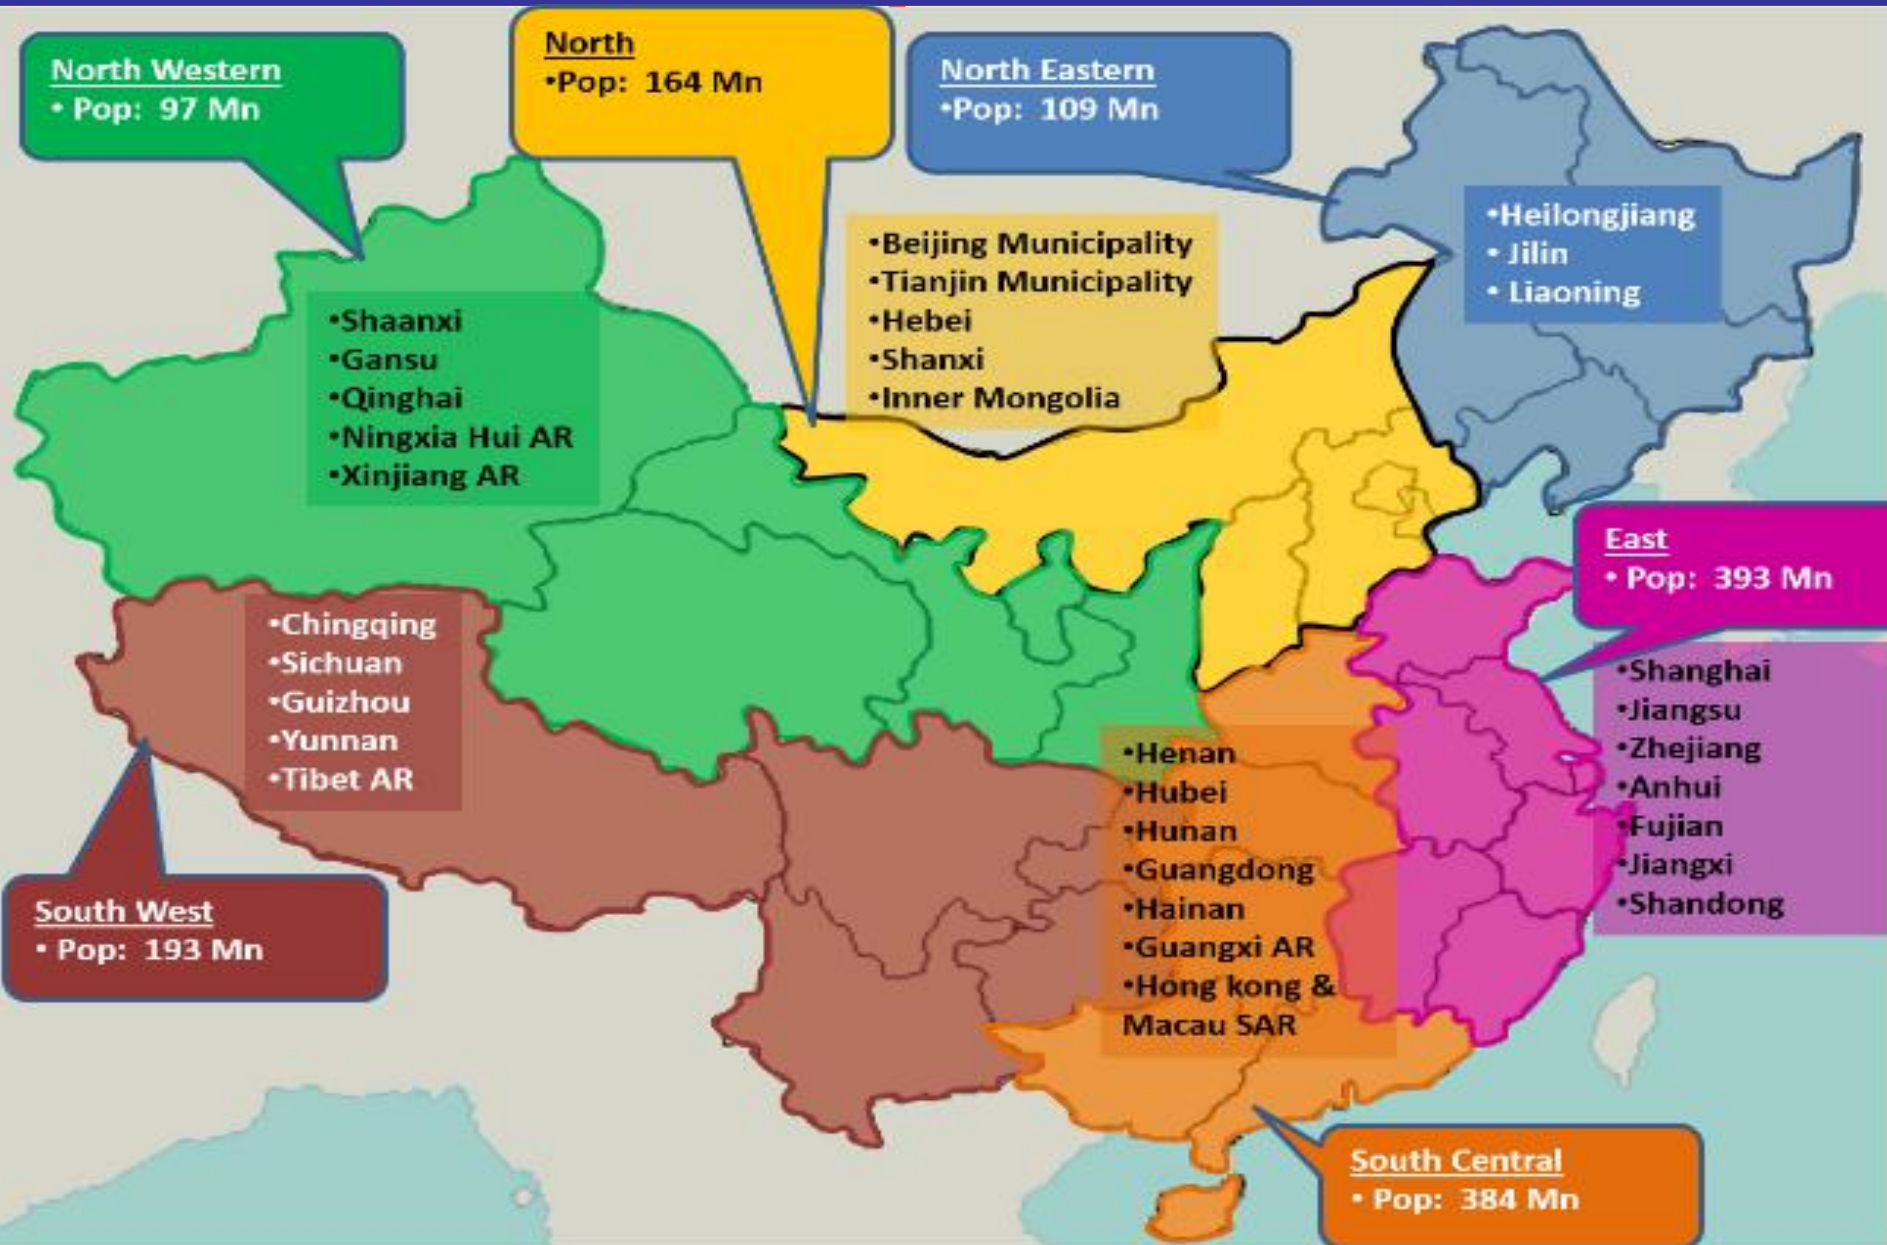 North Western
• Pop: 97 Mn
North
•Pop: 164 Mn
North Eastern
•Pop: 109 Mn
•Heilongjiang
• Jilin
• Liaoning
•Beijing Municipality
•Tianjin Municipality
•Hebei
•Shanxi
•Inner Mongolia
•Shaanxi
•Gansu
•Qinghai
•Ningxia Hui AR
•Xinjiang AR
East
• Pop: 393 Mn
•Shanghai
•Jiangsu
•Zhejiang
•Anhui
•Fujian
•Jiangxi
•Shandong
•Chingqing
•Sichuan
•Guizhou
•Yunnan
•Tibet AR
•Henan
•Hubei
•Hunan
•Guangdong
•Hainan
•Guangxi AR
•Hong kong &
Macau SAR
South West
• Pop: 193 Mn
South Central
• Pop: 384 Mn